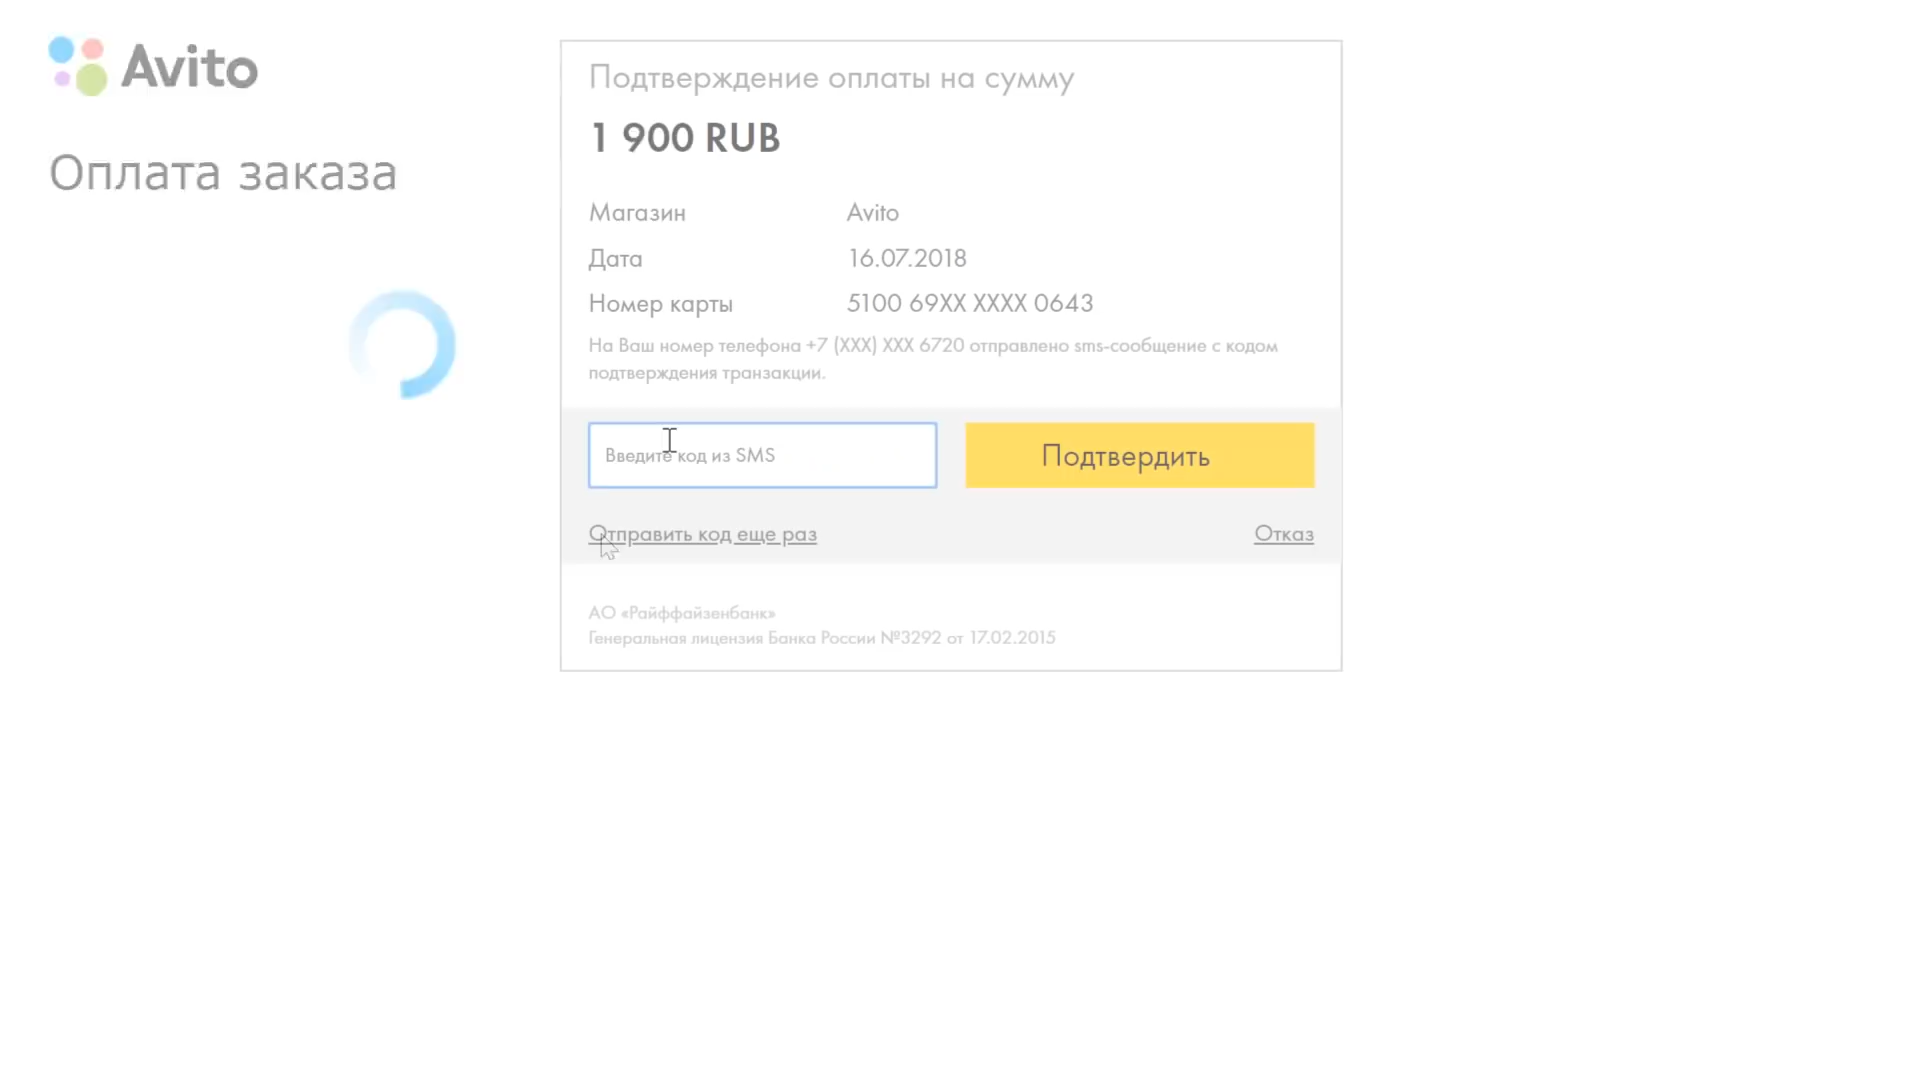 Avito
Оплата заказа
Подтверждение оплаты на сумму
1 900 RUB
Магазин Avito
Дата 16.07.2018
Номер карты 5100 69XX XXXX 0643
На Ваш номер телефона +7 (XXX) XXX 6720 отправлено sms-сообщение с кодом
подтверждения транзакции.
Введите код из SMS Подтвердить
Отправить код еще раз Отказ
АО «Райффайзенбанк»
Генеральная лицензия Банка России №3292 от 17.02.2015